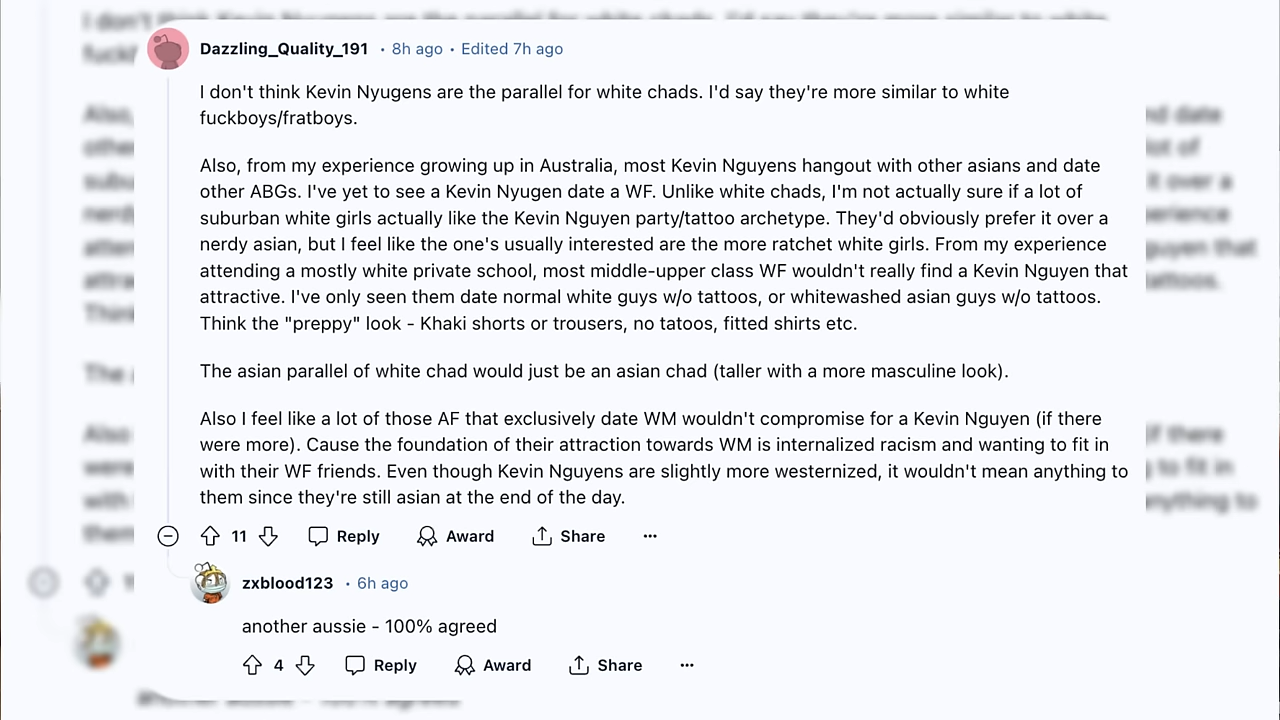 Dazzling_Quality_191 • 8h ago • Edited 7h ago
I don't think Kevin Nyugens are the parallel for white chads. I'd say they're more similar to white
fuckboys/fratboys.
Also, from my experience growing up in Australia, most Kevin Nguyens hangout with other asians and date
other ABGs. I've yet to see a Kevin Nyugen date a WF. Unlike white chads, I'm not actually sure if a lot of
suburban white girls actually like the Kevin Nguyen party/tattoo archetype. They'd obviously prefer it over a
nerdy asian, but I feel like the one's usually interested are the more ratchet white girls. From my experience
attending a mostly white private school, most middle-upper class WF wouldn't really find a Kevin Nguyen that
attractive. I've only seen them date normal white guys w/o tattoos, or whitewashed asian guys w/o tattoos.
Think the "preppy" look - Khaki shorts or trousers, no tatoos, fitted shirts etc.
The asian parallel of white chad would just be an asian chad (taller with a more masculine look).
Also I feel like a lot of those AF that exclusively date WM wouldn't compromise for a Kevin Nguyen (if there
were more). Cause the foundation of their attraction towards WM is internalized racism and wanting to fit in
with their WF friends. Even though Kevin Nguyens are slightly more westernized, it wouldn't mean anything to
them since they're still asian at the end of the day.
11 Reply Award Share
zxblood123 • 6h ago
another aussie - 100% agreed
4 Reply Award Share